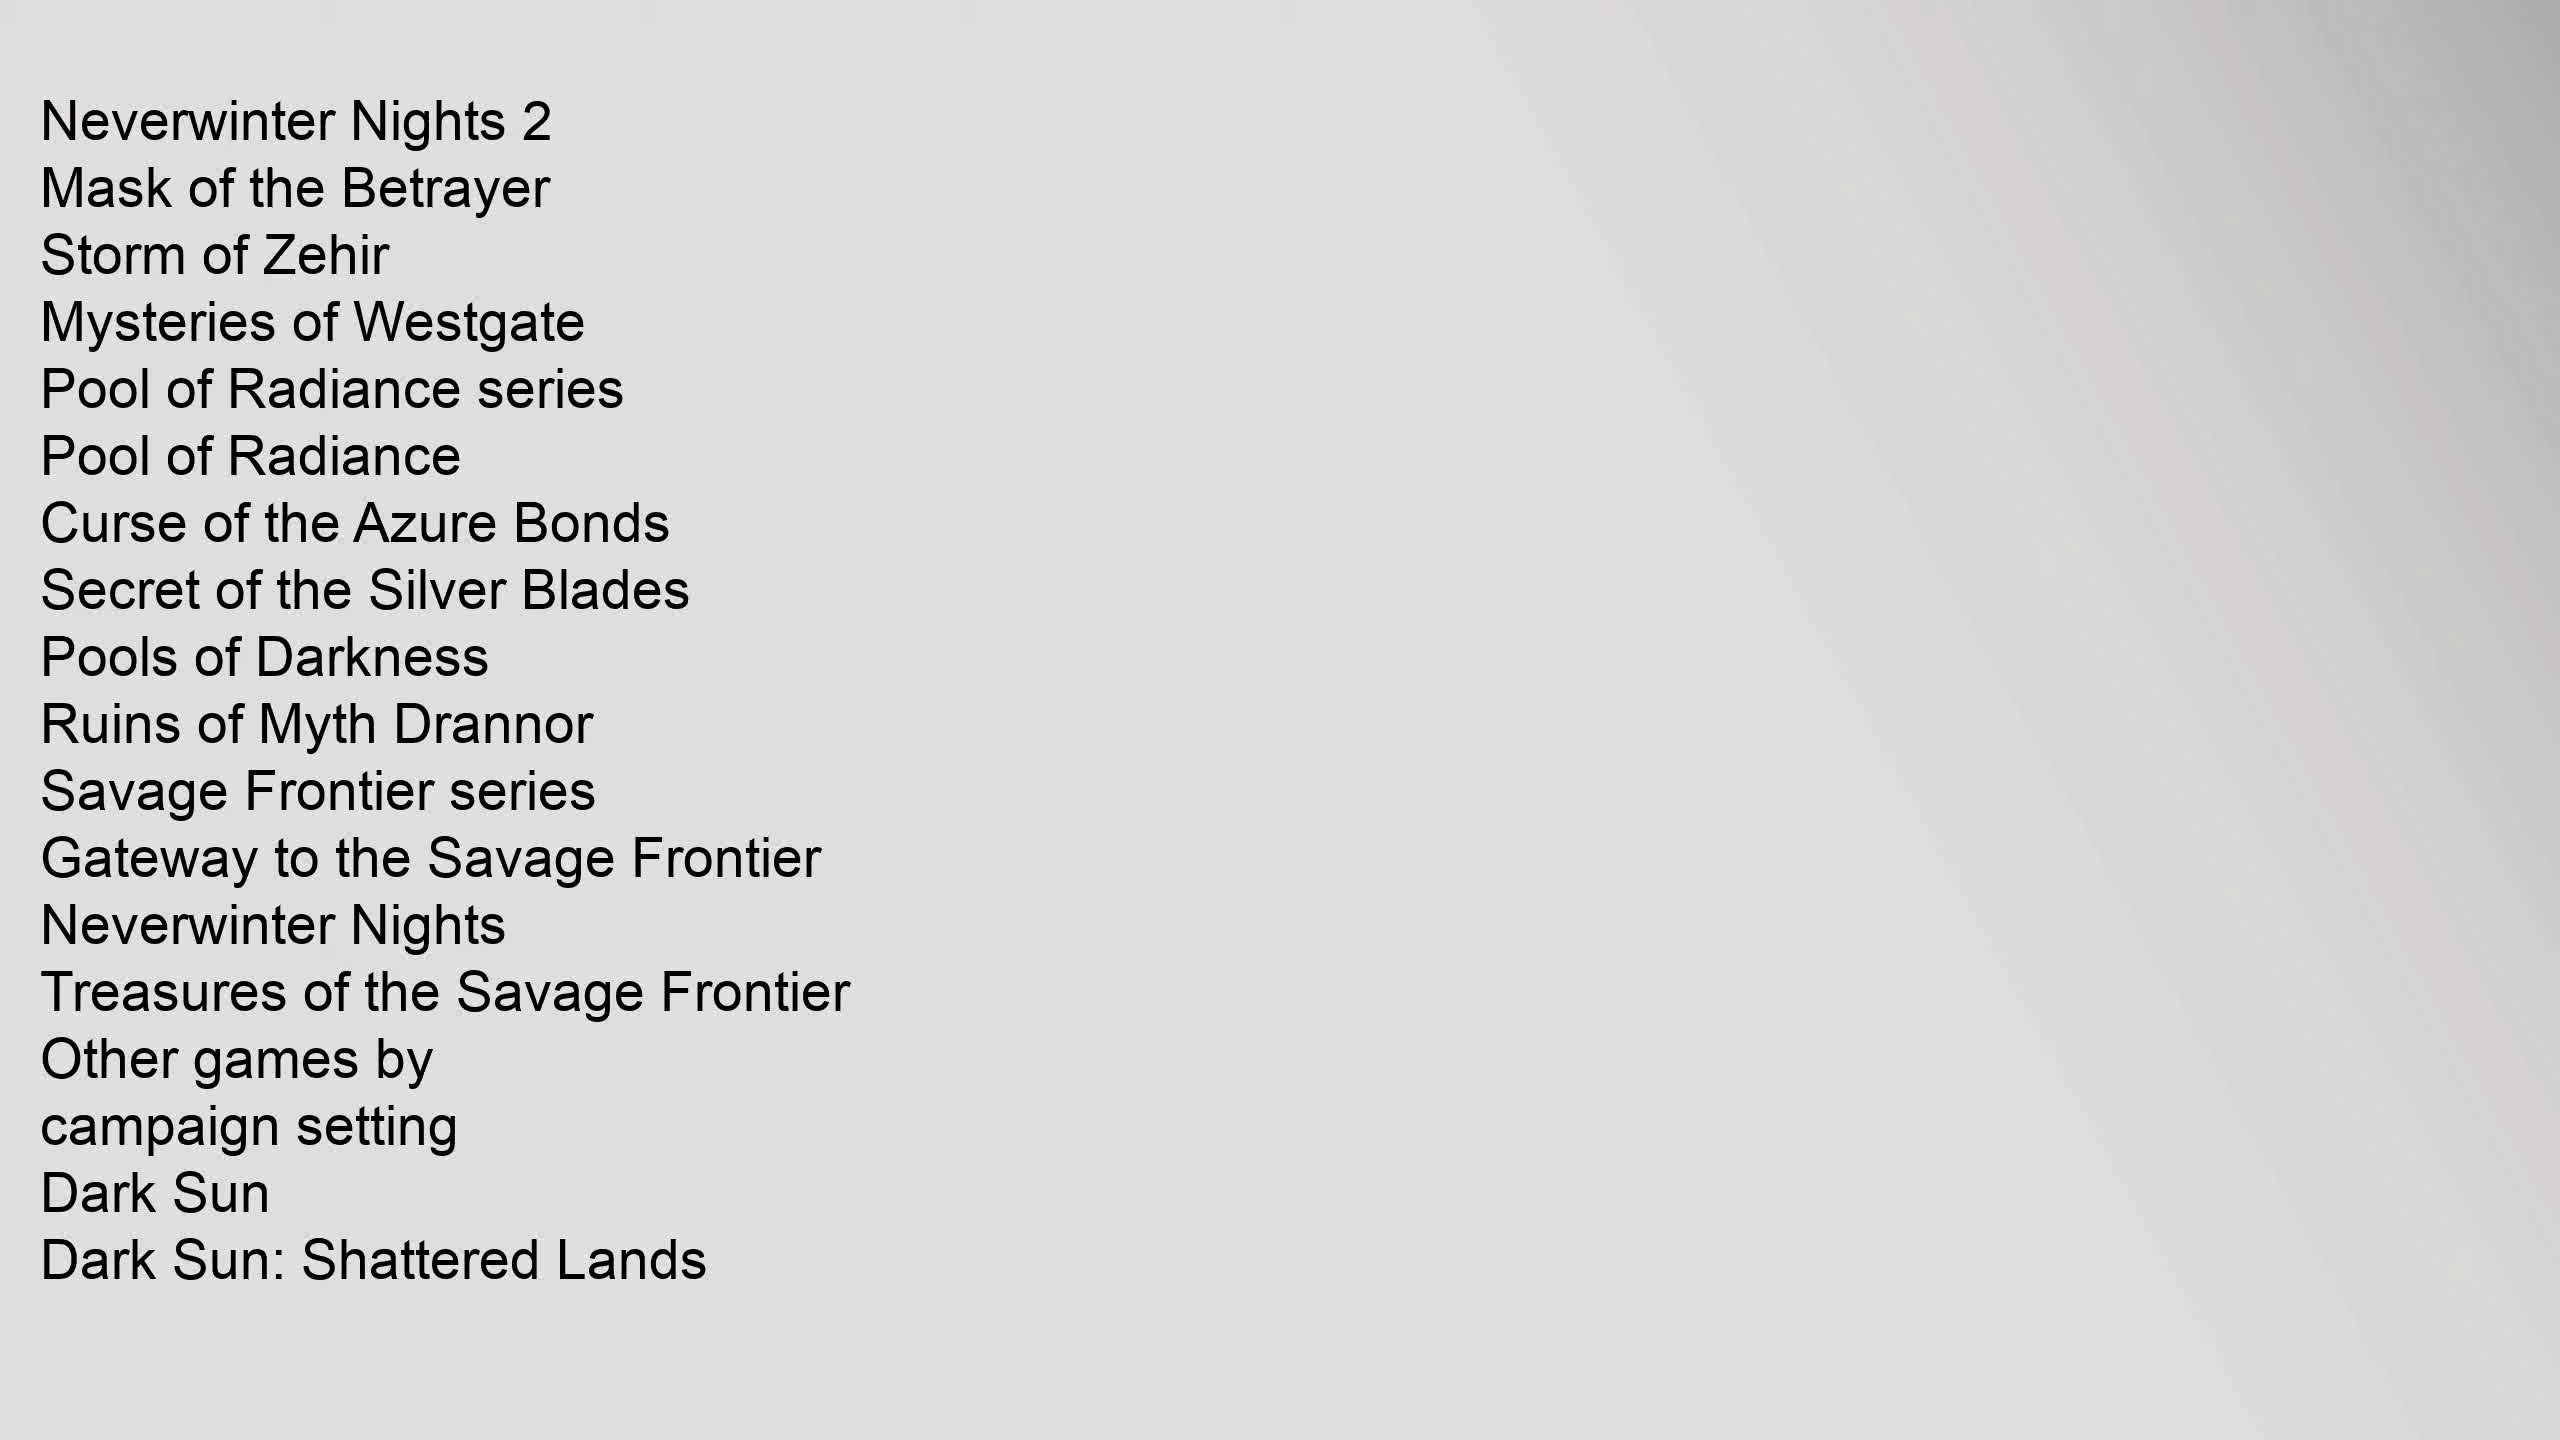 Neverwinter Nights 2
Mask of the Betrayer
Storm of Zehir
Mysteries of Westgate
Pool of Radiance series
Pool of Radiance
Curse of the Azure Bonds
Secret of the Silver Blades
Pools of Darkness
Ruins of Myth Drannor
Savage Frontier series
Gateway to the Savage Frontier
Neverwinter Nights
Treasures of the Savage Frontier
Other games by
campaign setting
Dark Sun
Dark Sun: Shattered Lands